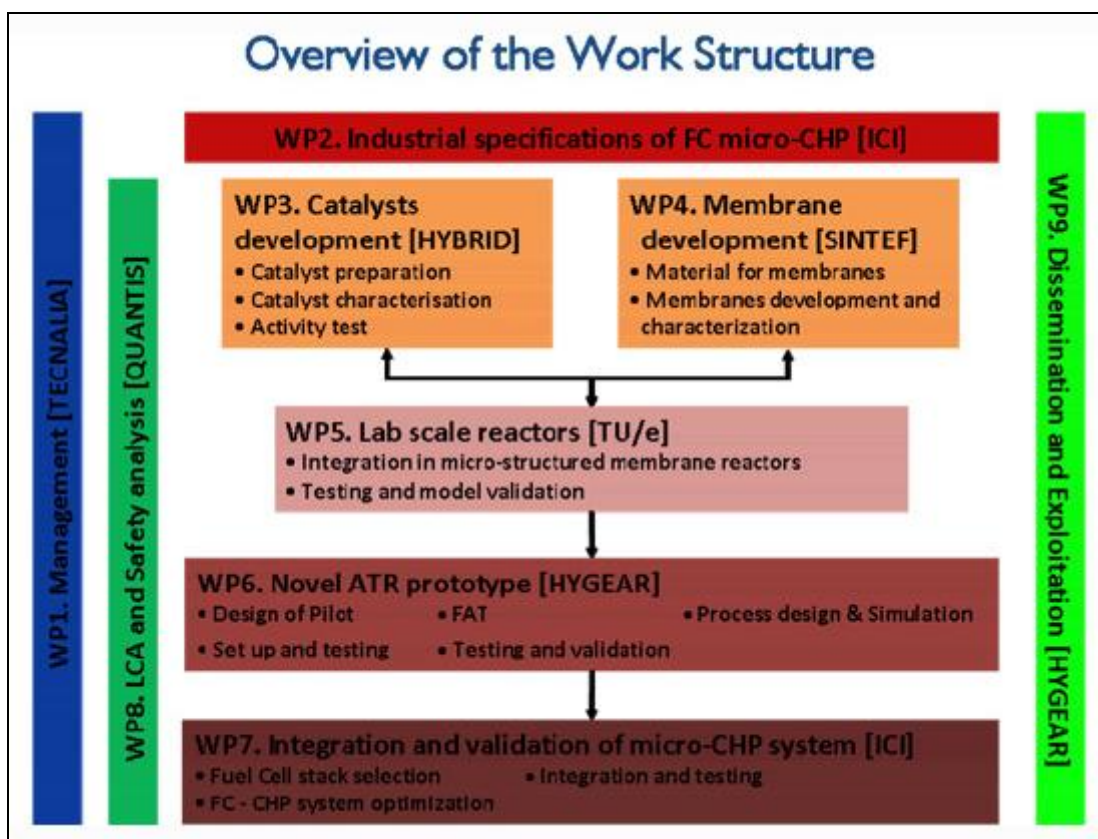 Overview of the Work Structure
WP1. Management [TECNALIA]
WP8. LCA and Safety analysis [QUANTIS]
WP2. Industrial specifications of FC micro-CHP [ICI]
WP3. Catalysts
development [HYBRID]
• Catalyst preparation
• Catalyst characterisation
• Activity test
WP4. Membrane
development [SINTEF]
• Material for membranes
• Membranes development and
characterization
WP5. Lab scale reactors [TU/e]
• Integration in micro-structured membrane reactors
• Testing and model validation
WP6. Novel ATR prototype [HYGEAR]
• Design of Pilot • FAT • Process design & Simulation
• Set up and testing • Testing and validation
WP7. Integration and validation of micro-CHP system [ICI]
• Fuel Cell stack selection • Integration and testing
• FC - CHP system optimization
WP9. Dissemination and Exploitation [HYGEAR]